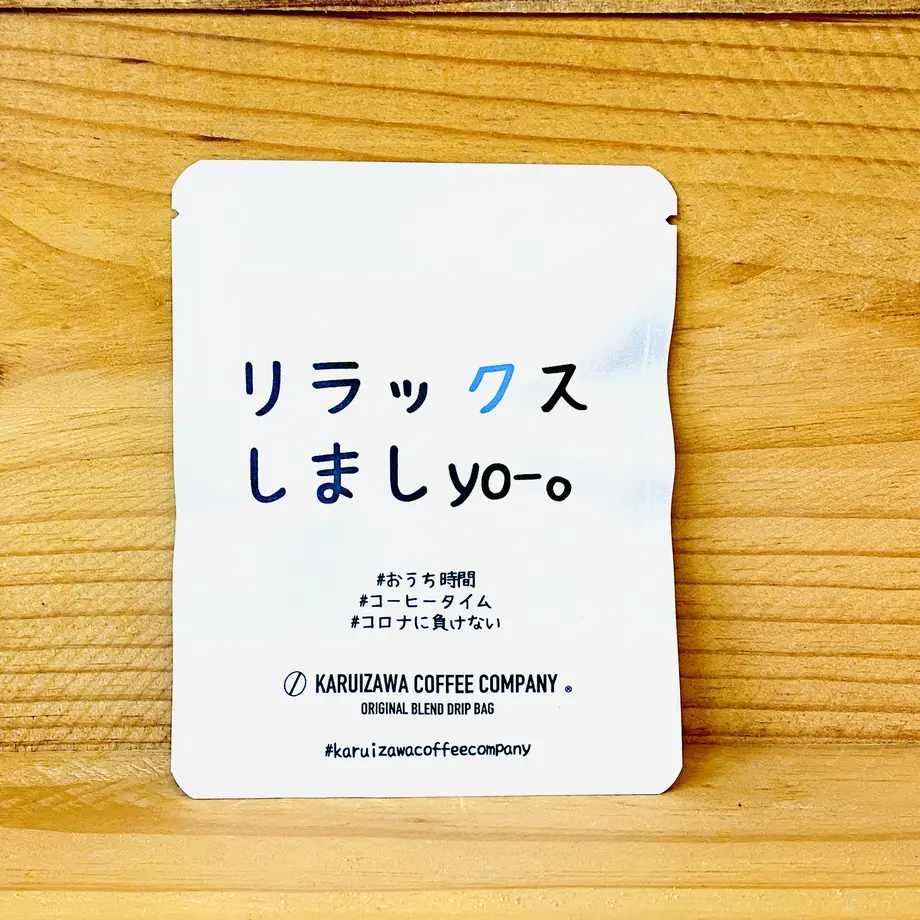 リラックス
しましyo-。
#おうち時間
#コーヒータイム
#コロナに負けない
KARUIZAWA COFFEE COMPANY ®
ORIGINAL BLEND DRIP BAG
#karuizawacoffeecompany